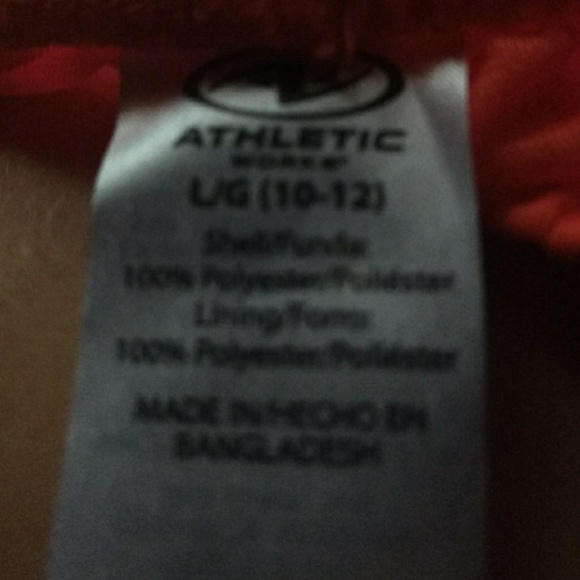 ATHLETIC
WORKS®
L/G (10-12)
Shell/Funda:
100% Polyester/Poliéster
Lining/Forro:
100% Polyester/Poliéster
MADE IN/HECHO EN
BANGLADESH